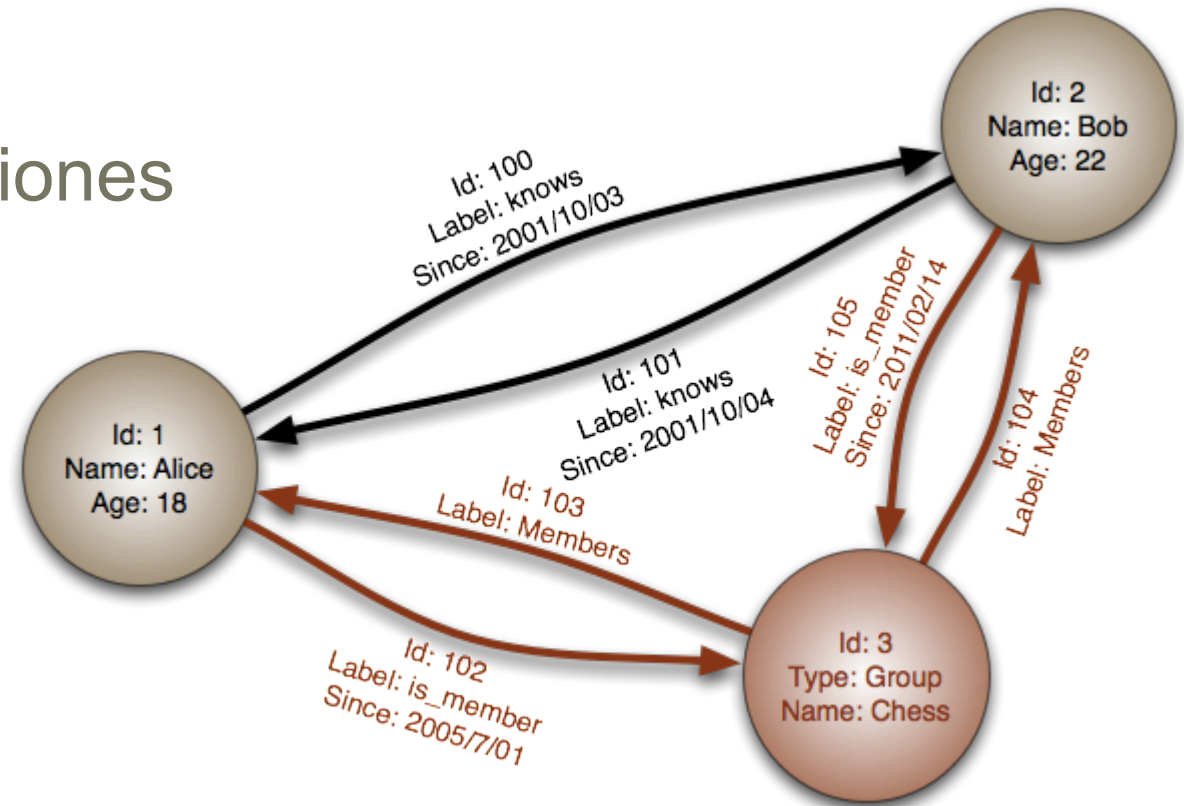 iones
Id: 2
Name: Bob
Age: 22
Id: 100
Label: knows
Since: 2001/10/03
Id: 101
Label: knows
Since: 2001/10/04
Id: 105
Label: is_member
Since: 2011/02/14
Id: 104
Label: Members
Id: 1
Name: Alice
Age: 18
Id: 103
Label: Members
Id: 102
Label: is_member
Since: 2005/7/01
Id: 3
Type: Group
Name: Chess